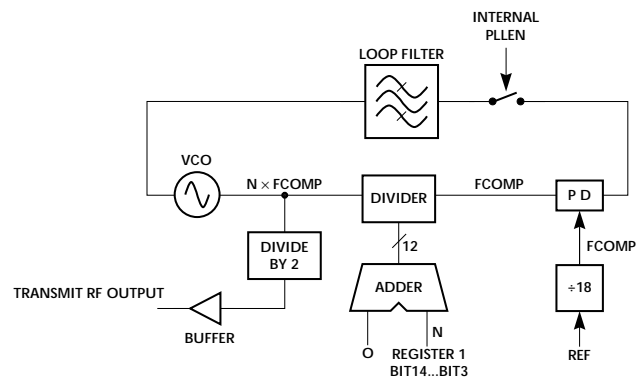 INTERNAL
PLLEN
LOOP FILTER
VCO
N × FCOMP
DIVIDER
FCOMP
P D
FCOMP
12
DIVIDE
BY 2
ADDER
÷18
TRANSMIT RF OUTPUT
BUFFER
O
N
REGISTER 1
BIT14...BIT3
REF